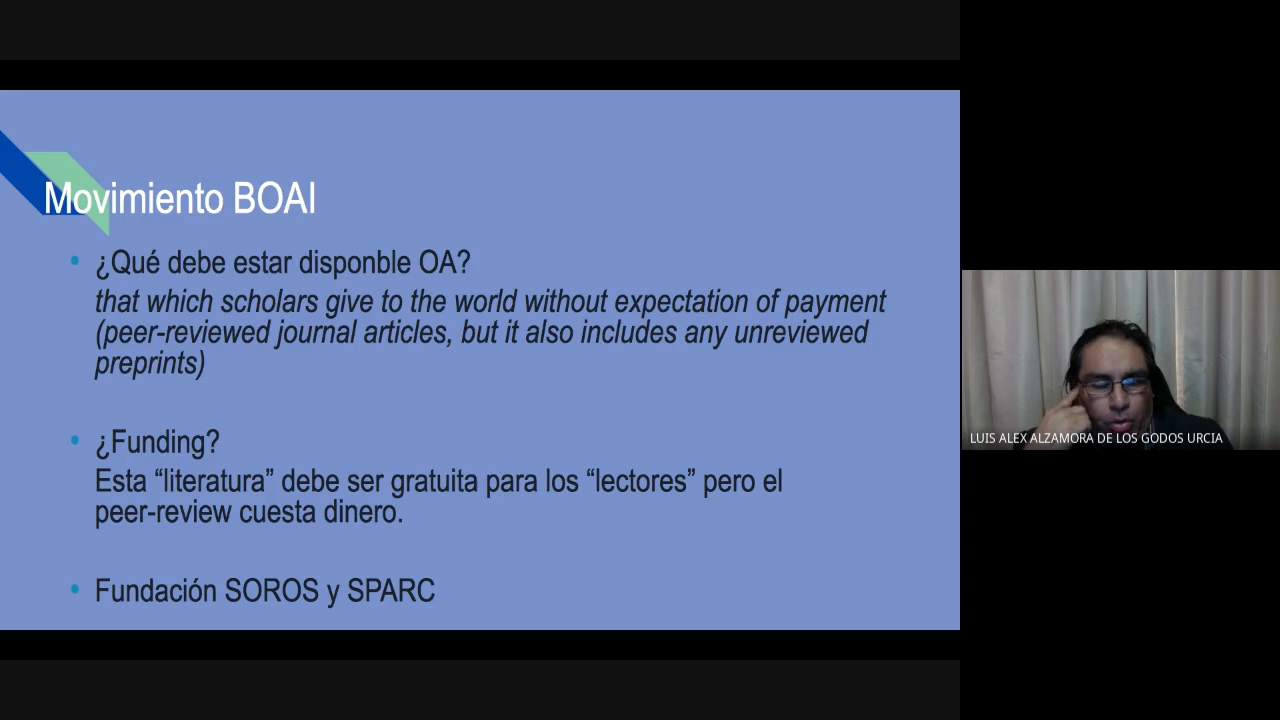 Movimiento BOAI
• ¿Qué debe estar disponble OA?
that which scholars give to the world without expectation of payment
(peer-reviewed journal articles, but it also includes any unreviewed
preprints)
• ¿Funding?
Esta “literatura” debe ser gratuita para los “lectores” pero el
peer-review cuesta dinero.
• Fundación SOROS y SPARC
LUIS ALEX ALZAMORA DE LOS GODOS URCIA